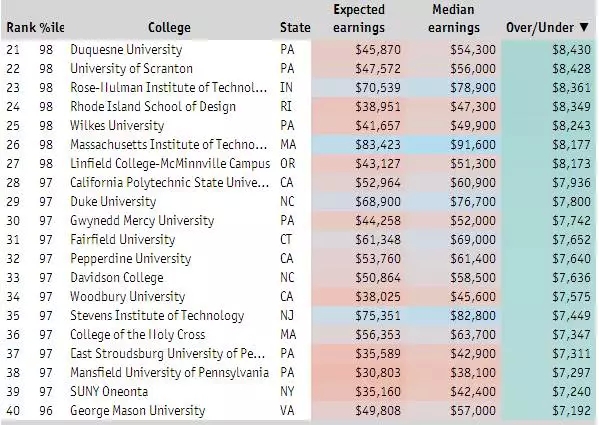 Expected Median
Rank %ile College State earnings earnings Over/Under ▼
21 98 Duquesne University PA $45,870 $54,300 $8,430
22 98 University of Scranton PA $47,572 $56,000 $8,428
23 98 Rose-Hulman Institute of Technol... IN $70,539 $78,900 $8,361
24 98 Rhode Island School of Design RI $38,951 $47,300 $8,349
25 98 Wilkes University PA $41,657 $49,900 $8,243
26 98 Massachusetts Institute of Techno... MA $83,423 $91,600 $8,177
27 98 Linfield College-McMinnville Campus OR $43,127 $51,300 $8,173
28 97 California Polytechnic State Unive... CA $52,964 $60,900 $7,936
29 97 Duke University NC $68,900 $76,700 $7,800
30 97 Gwynedd Mercy University PA $44,258 $52,000 $7,742
31 97 Fairfield University CT $61,348 $69,000 $7,652
32 97 Pepperdine University CA $53,760 $61,400 $7,640
33 97 Davidson College NC $50,864 $58,500 $7,636
34 97 Woodbury University CA $38,025 $45,600 $7,575
35 97 Stevens Institute of Technology NJ $75,351 $82,800 $7,449
36 97 College of the Holy Cross MA $56,353 $63,700 $7,347
37 97 East Stroudsburg University of Pe... PA $35,589 $42,900 $7,311
38 97 Mansfield University of Pennsylvania PA $30,803 $38,100 $7,297
39 97 SUNY Oneonta NY $35,160 $42,400 $7,240
40 96 George Mason University VA $49,808 $57,000 $7,192